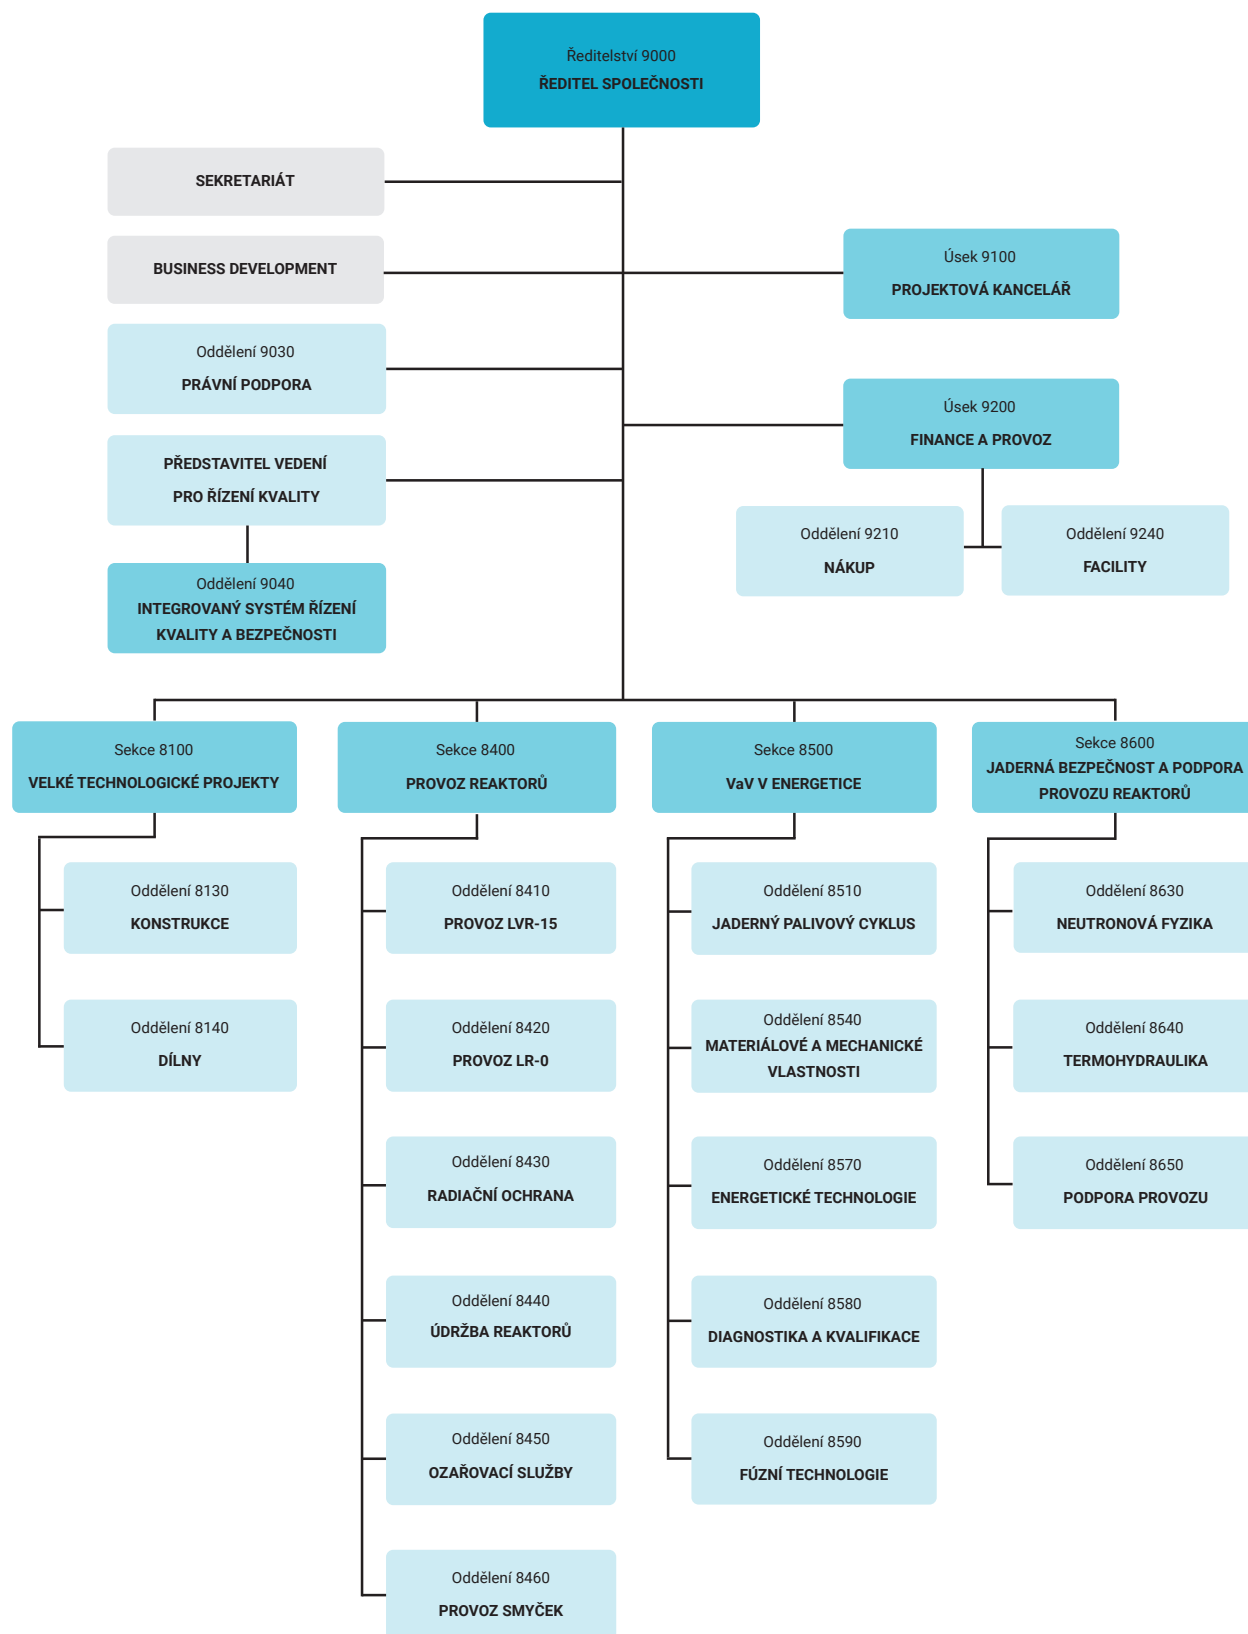 Ředitelství 9000
ŘEDITEL SPOLEČNOSTI
SEKRETARIÁT
BUSINESS DEVELOPMENT
Úsek 9100
PROJEKTOVÁ KANCELÁŘ
Oddělení 9030
PRÁVNÍ PODPORA
Úsek 9200
FINANCE A PROVOZ
PŘEDSTAVITEL VEDENÍ
PRO ŘÍZENÍ KVALITY
Oddělení 9210
NÁKUP
Oddělení 9240
FACILITY
Oddělení 9040
INTEGROVANÝ SYSTÉM ŘÍZENÍ
KVALITY A BEZPEČNOSTI
Sekce 8100
VELKÉ TECHNOLOGICKÉ PROJEKTY
Oddělení 8130
KONSTRUKCE
Oddělení 8140
DÍLNY
Sekce 8400
PROVOZ REAKTORŮ
Oddělení 8410
PROVOZ LVR-15
Oddělení 8420
PROVOZ LR-0
Oddělení 8430
RADIAČNÍ OCHRANA
Oddělení 8440
ÚDRŽBA REAKTORŮ
Oddělení 8450
OZAŘOVACÍ SLUŽBY
Oddělení 8460
PROVOZ SMYČEK
Sekce 8500
VaV V ENERGETICE
Oddělení 8510
JADERNÝ PALIVOVÝ CYKLUS
Oddělení 8540
MATERIÁLOVÉ A MECHANICKÉ
VLASTNOSTI
Oddělení 8570
ENERGETICKÉ TECHNOLOGIE
Oddělení 8580
DIAGNOSTIKA A KVALIFIKACE
Oddělení 8590
FÚZNÍ TECHNOLOGIE
Sekce 8600
JADERNÁ BEZPEČNOST A PODPORA
PROVOZU REAKTORŮ
Oddělení 8630
NEUTRONOVÁ FYZIKA
Oddělení 8640
TERMOHYDRAULIKA
Oddělení 8650
PODPORA PROVOZU